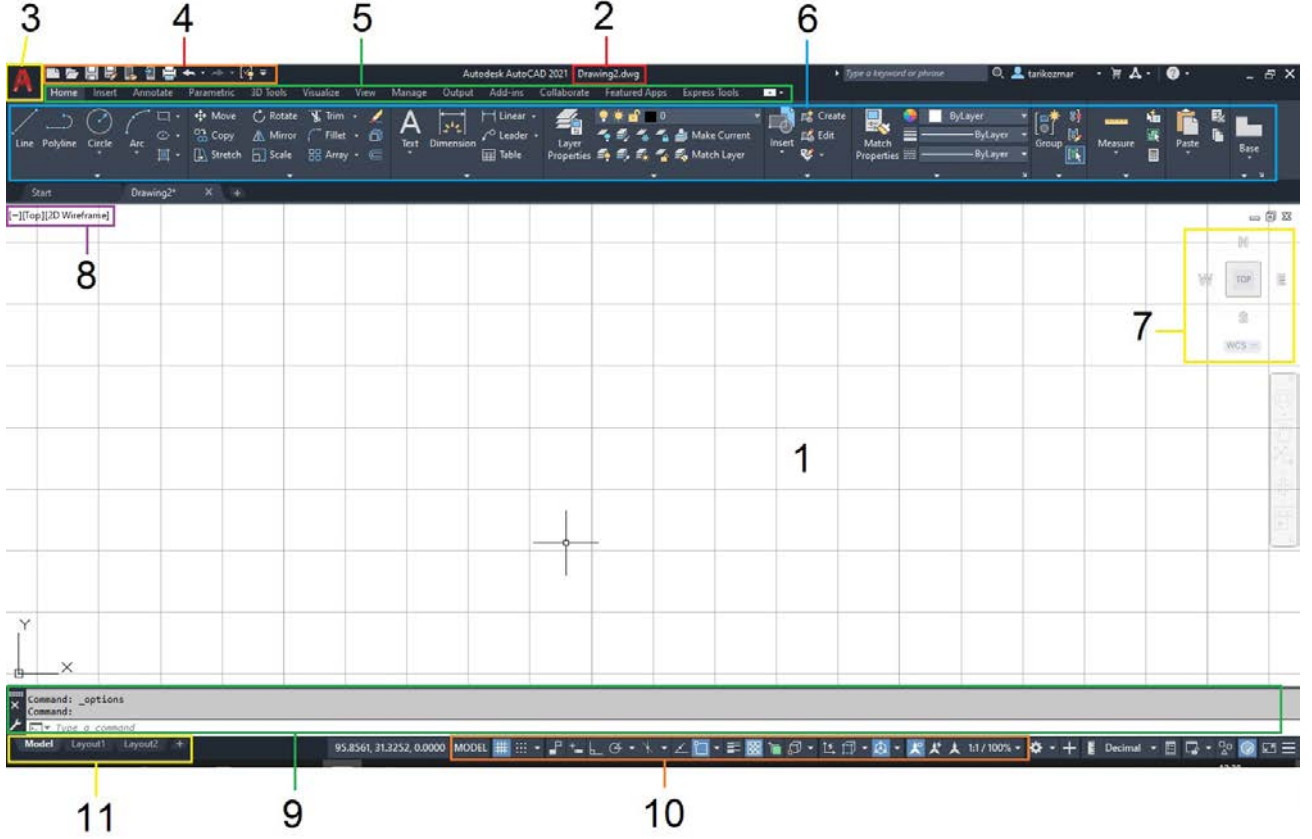 3 4 5 2 6
A Autodesk AutoCAD 2021 Drawing2.dwg Type a keyword or phrase tarikozmar
Home Insert Annotate Parametric 3D Tools Visualize View Manage Output Add-ins Collaborate Featured Apps Express Tools
Move Rotate Trim Linear 0 Create ByLayer
Line Polyline Circle Arc Copy Mirror Fillet Text Dimension Leader Layer Properties Make Current Insert Edit Match Properties ByLayer Group Measure Paste Base
Stretch Scale Array Table Match Layer ByLayer
Start Drawing2* X +
[−][Top][2D Wireframe]
8
N
W TOP E
S
7
WCS
1
Y
X
Command: _options
Command:
Type a command
Model Layout1 Layout2 + 95.8561, 31.3252, 0.0000 MODEL 1:1 / 100% Decimal
11 9 10